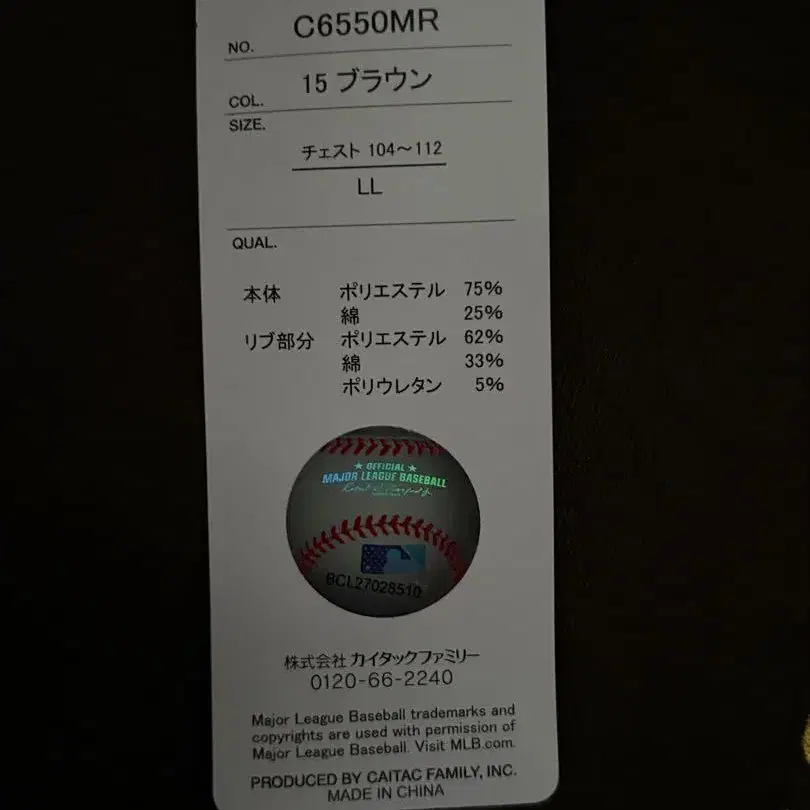 NO. C6550MR
COL. 15 ブラウン
SIZE.
チェスト 104～112
LL
QUAL.
本体 ポリエステル 75%
綿 25%
リブ部分 ポリエステル 62%
綿 33%
ポリウレタン 5%
★ OFFICIAL ★
MAJOR LEAGUE BASEBALL
BCL27028510
株式会社 カイタックファミリー
0120-66-2240
Major League Baseball trademarks and
copyrights are used with permission of
Major League Baseball. Visit MLB.com.
PRODUCED BY CAITAC FAMILY, INC.
MADE IN CHINA